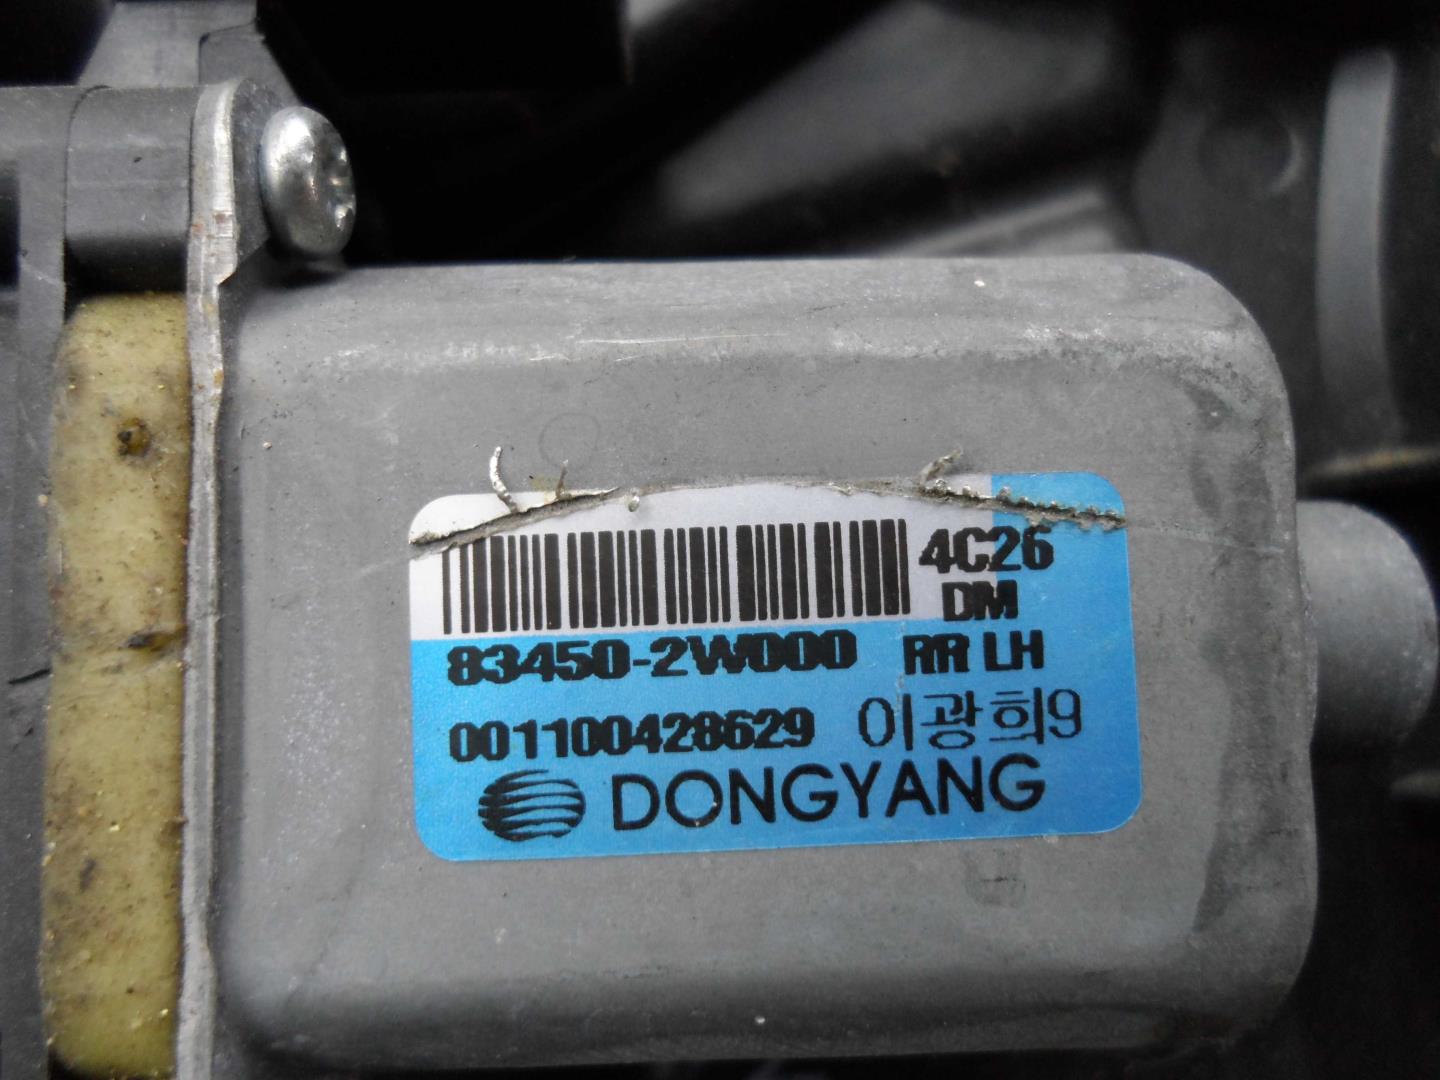 4C26
DM
83450-2W000 RR LH
001100428629 이광희9
DONGYANG